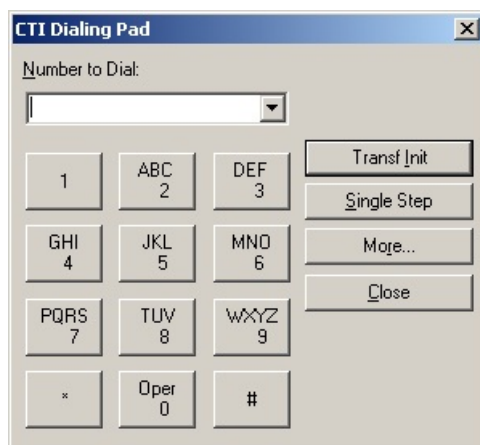 CTI Dialing Pad
Number to Dial:
1
ABC
2
DEF
3
GHI
4
JKL
5
MNO
6
PQRS
7
TUV
8
WXYZ
9
*
Oper
0
#
Transf Init
Single Step
More...
Close